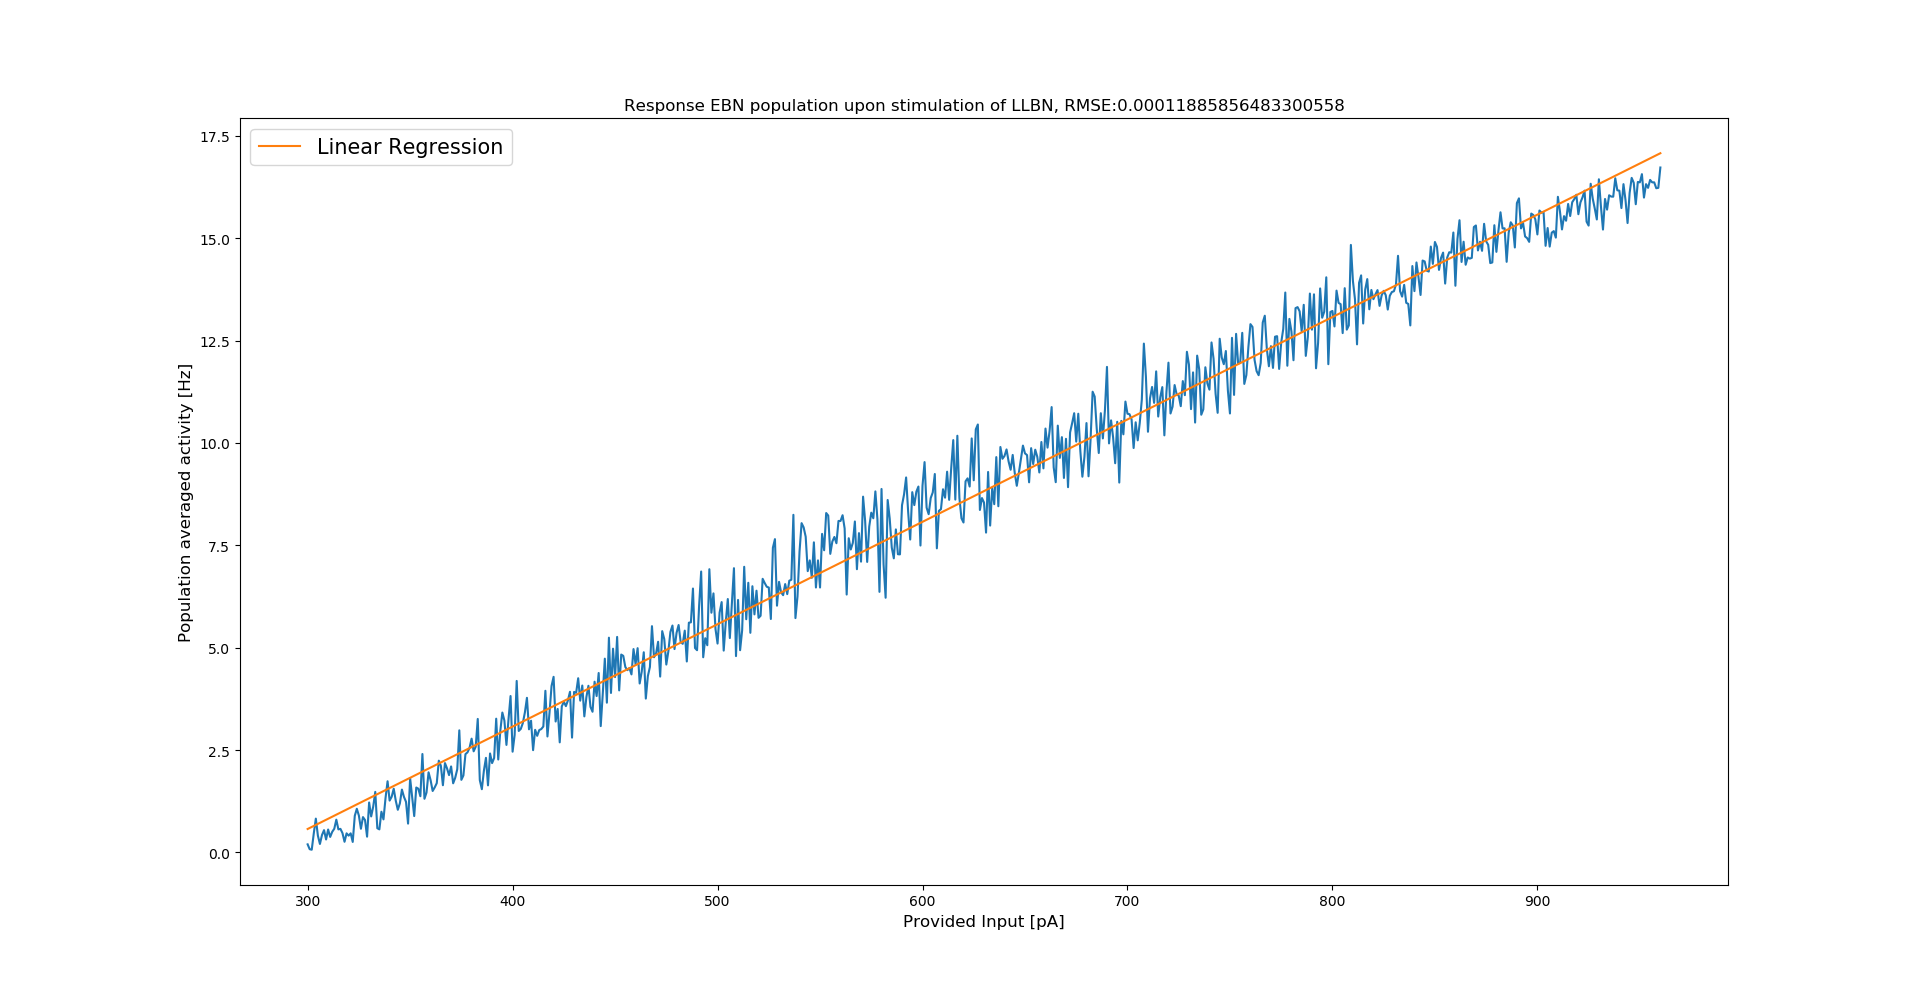 Response EBN population upon stimulation of LLBN, RMSE:0.00011885856483300558
Linear Regression
17.5
15.0
12.5
10.0
7.5
5.0
2.5
0.0
Population averaged activity [Hz]
300 400 500 600 700 800 900
Provided Input [pA]